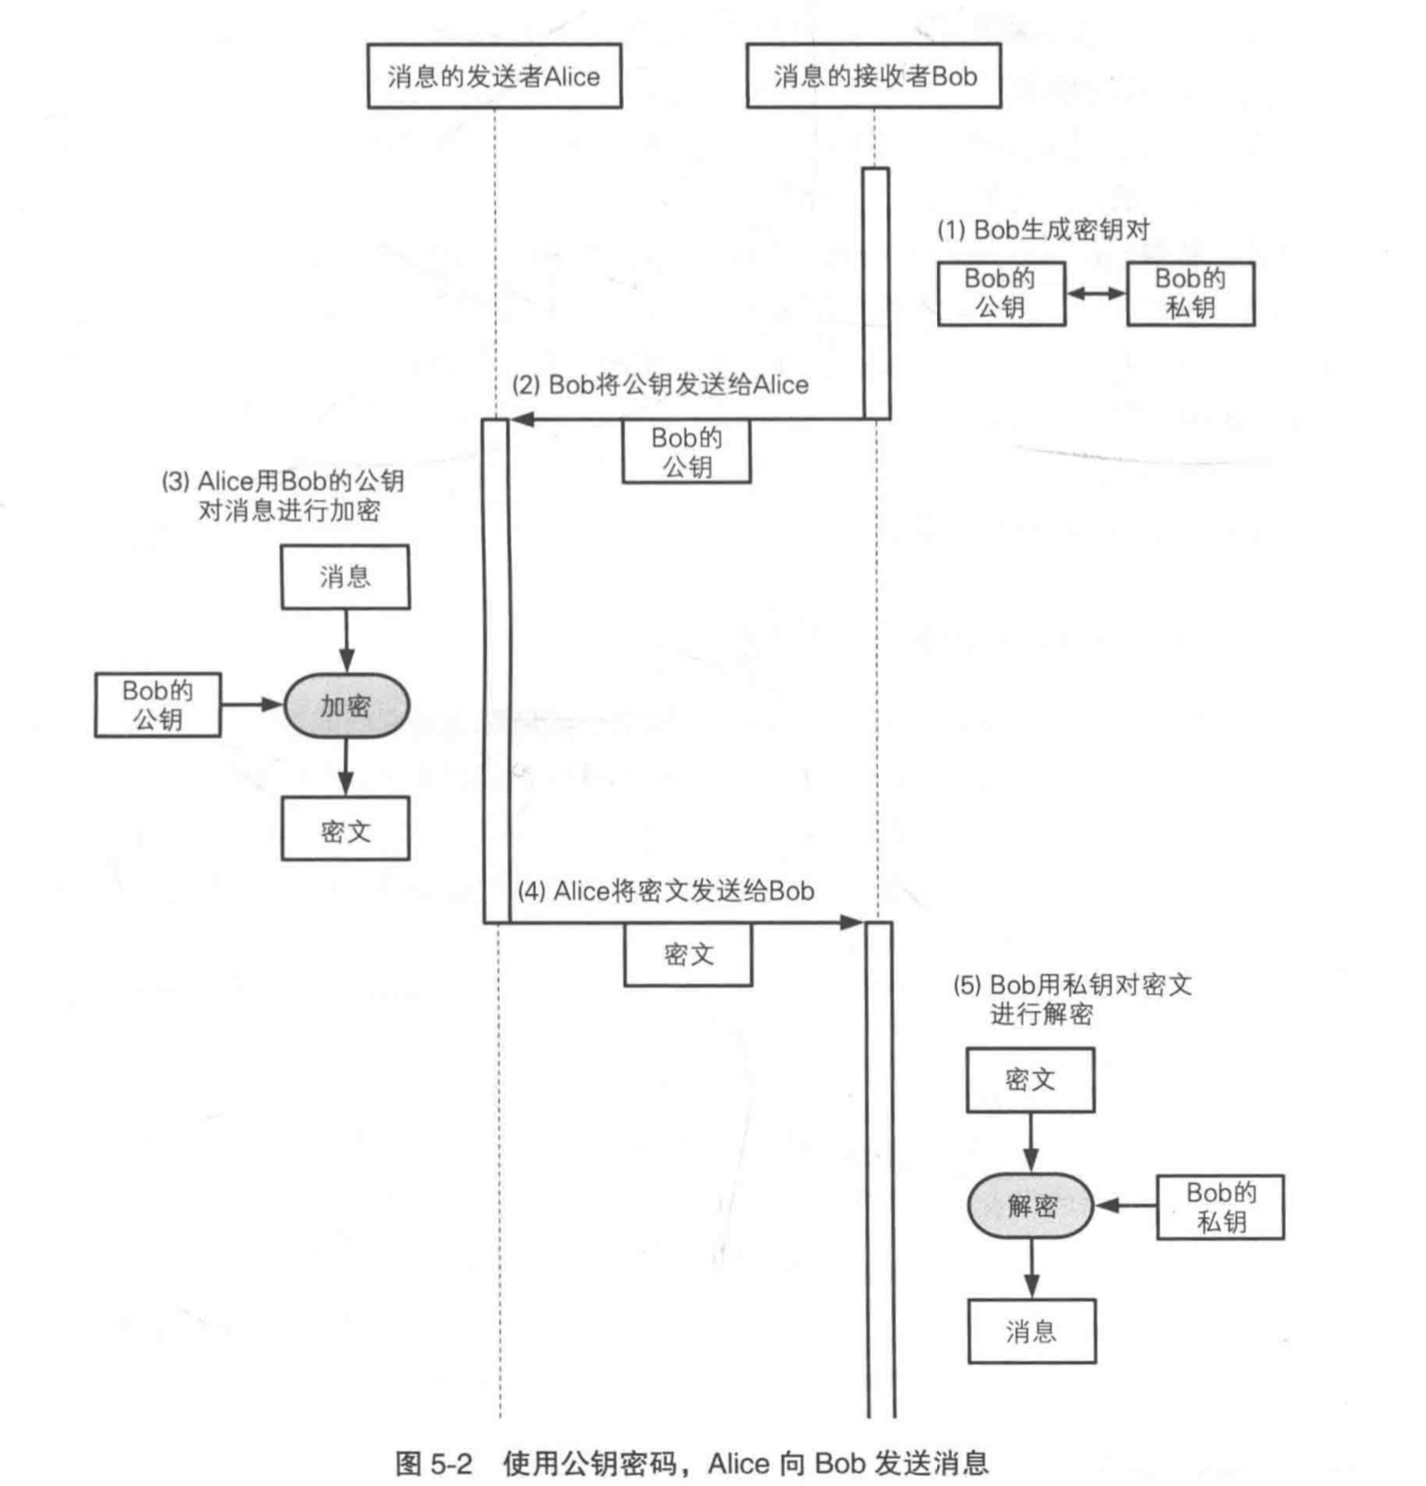 消息的发送者Alice
消息的接收者Bob
(1) Bob生成密钥对
Bob的
公钥
Bob的
私钥
(2) Bob将公钥发送给Alice
Bob的
公钥
(3) Alice用Bob的公钥
对消息进行加密
消息
Bob的
公钥
加密
密文
(4) Alice将密文发送给Bob
密文
(5) Bob用私钥对密文
进行解密
密文
解密
Bob的
私钥
消息
图 5-2 使用公钥密码，Alice 向 Bob 发送消息